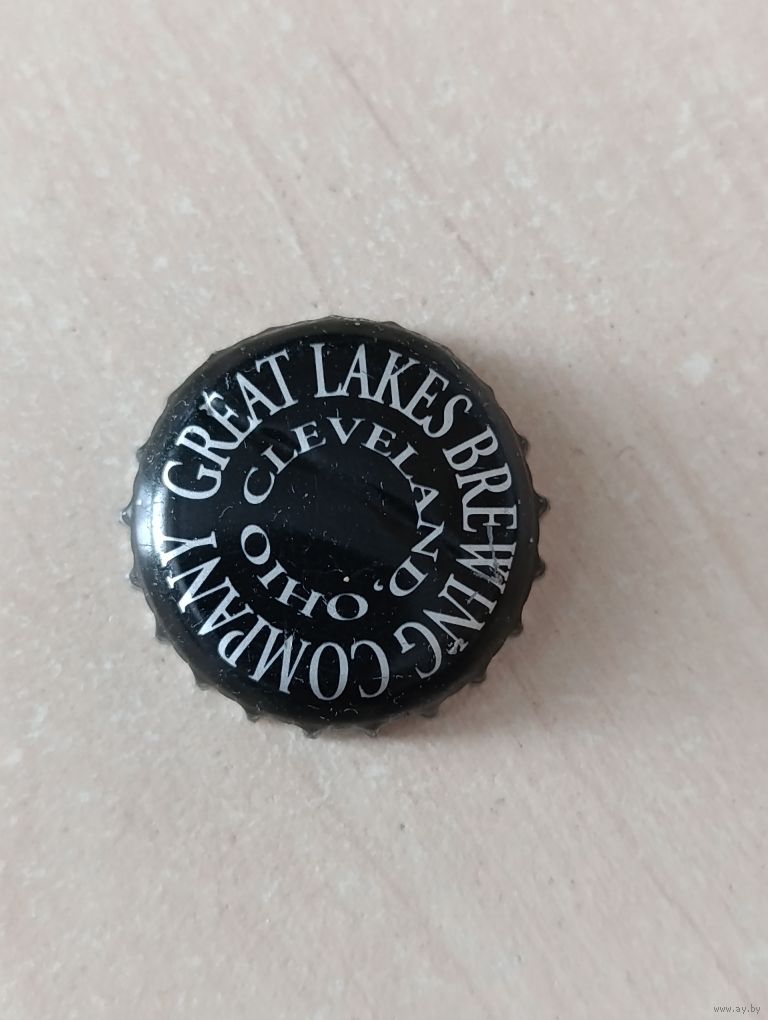 GREAT LAKES BREWING COMPANY
CLEVELAND, OHIO
www.ay.by